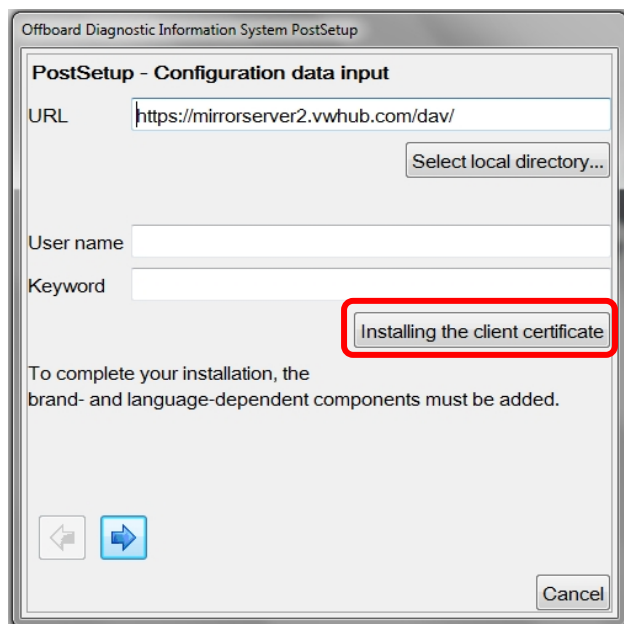 Offboard Diagnostic Information System PostSetup
PostSetup - Configuration data input
URL
https://mirrorserver2.vwhub.com/dav/
Select local directory...
User name
Keyword
Installing the client certificate
To complete your installation, the
brand- and language-dependent components must be added.
Cancel